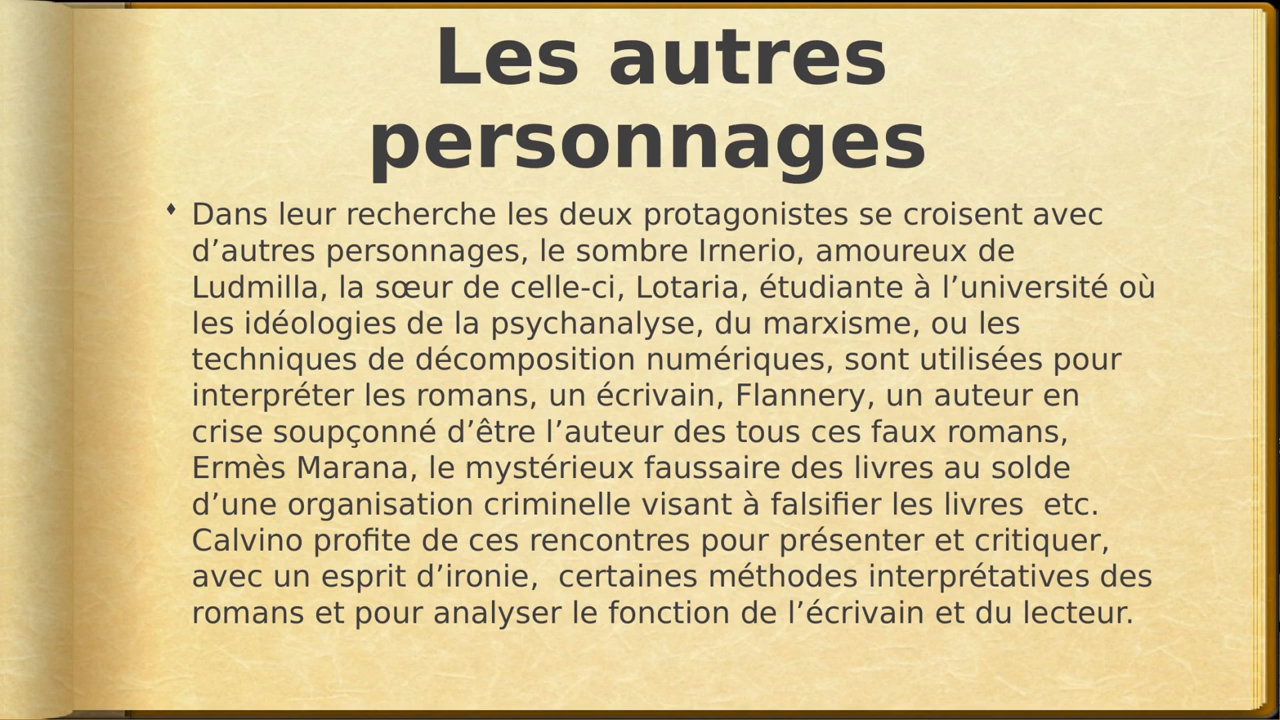 Les autres
personnages
Dans leur recherche les deux protagonistes se croisent avec
d’autres personnages, le sombre Irnerio, amoureux de
Ludmilla, la sœur de celle-ci, Lotaria, étudiante à l’université où
les idéologies de la psychanalyse, du marxisme, ou les
techniques de décomposition numériques, sont utilisées pour
interpréter les romans, un écrivain, Flannery, un auteur en
crise soupçonné d’être l’auteur des tous ces faux romans,
Ermès Marana, le mystérieux faussaire des livres au solde
d’une organisation criminelle visant à falsifier les livres  etc.
Calvino profite de ces rencontres pour présenter et critiquer,
avec un esprit d’ironie,  certaines méthodes interprétatives des
romans et pour analyser le fonction de l’écrivain et du lecteur.